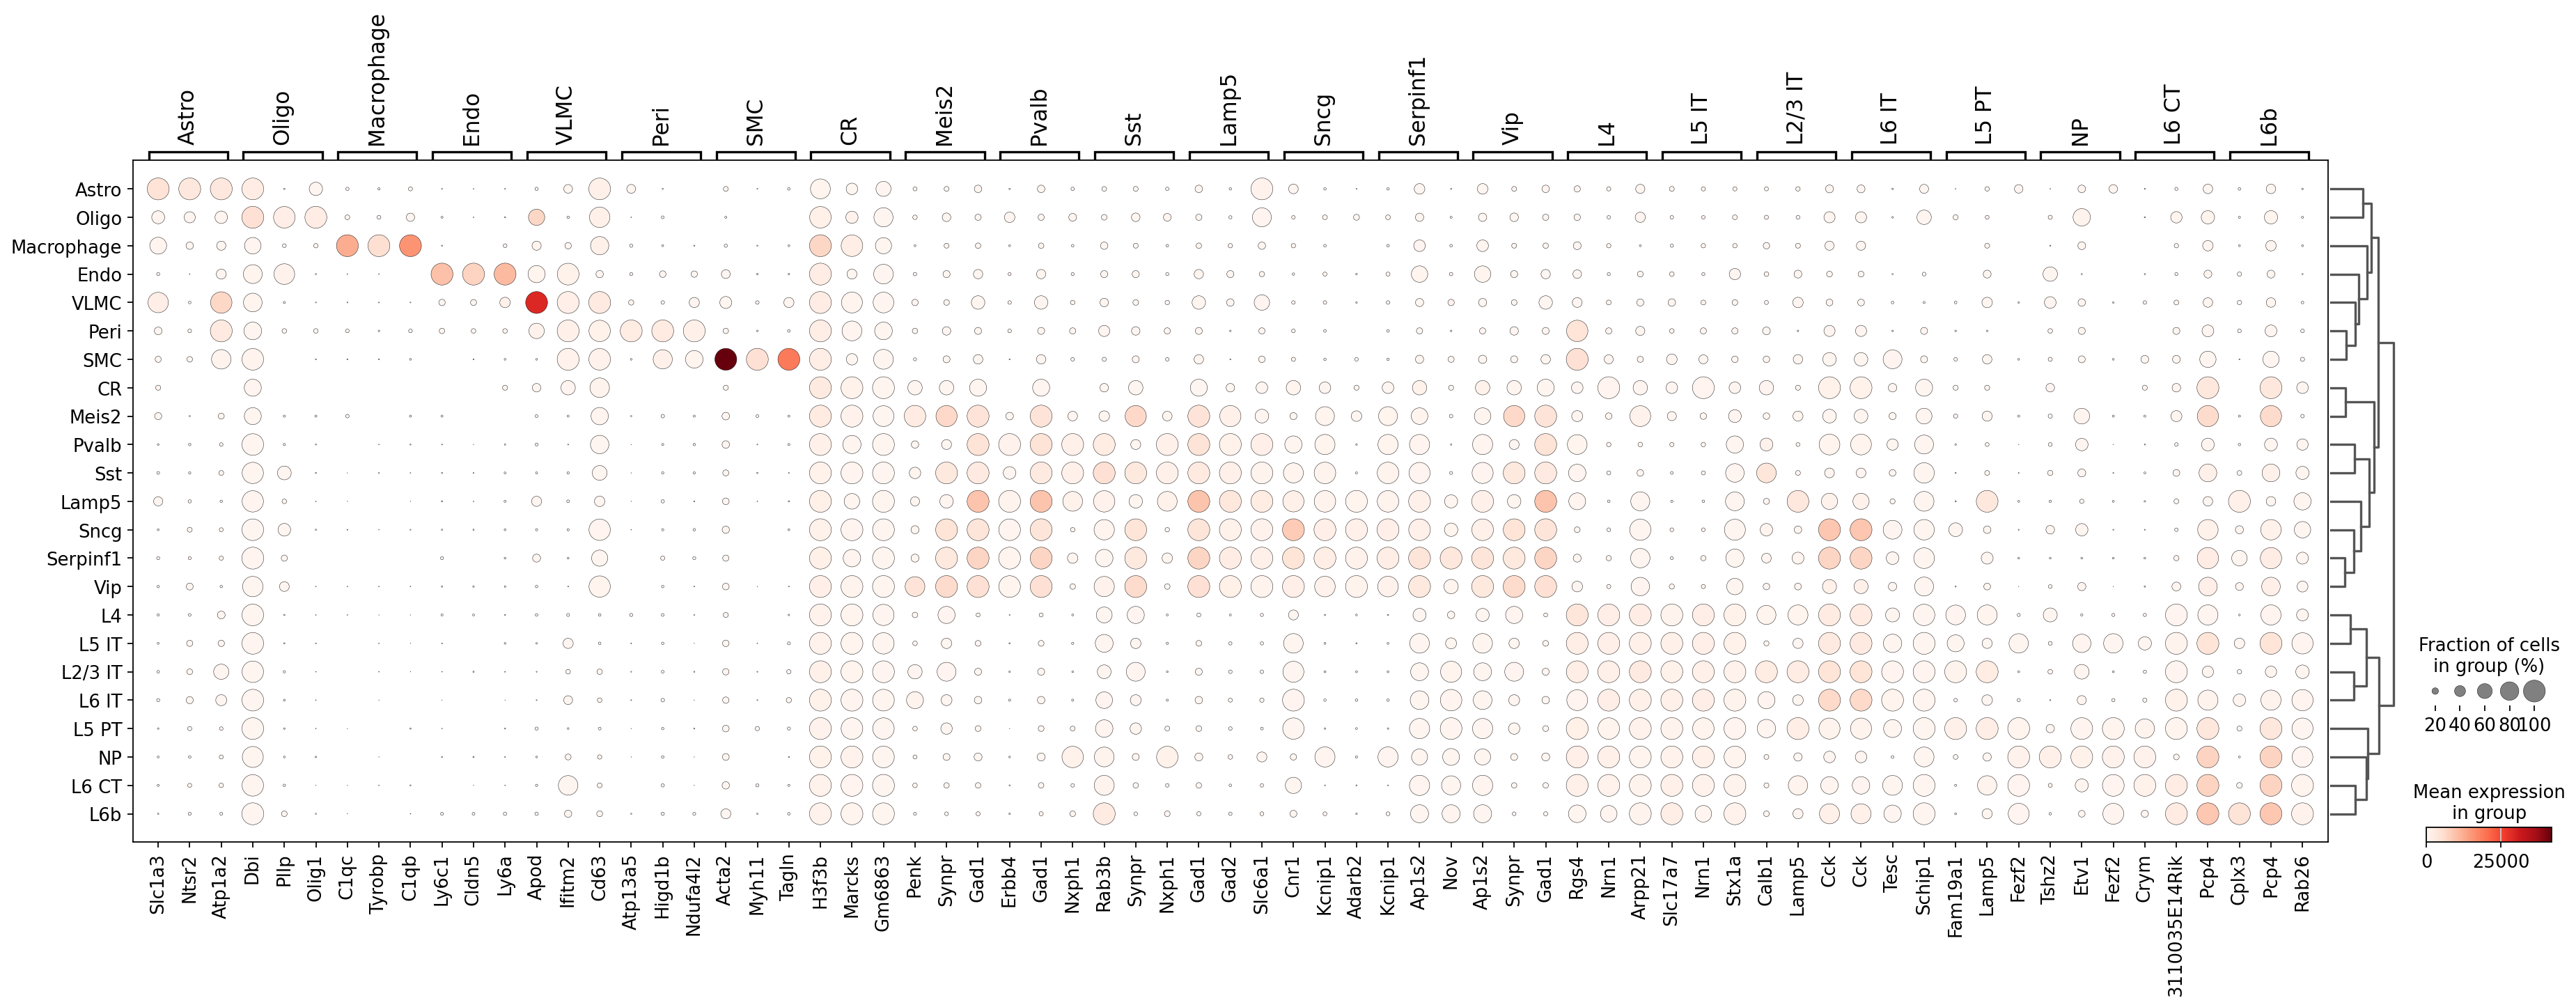 Astro
Oligo
Macrophage
Endo
VLMC
Peri
SMC
CR
Meis2
Pvalb
Sst
Lamp5
Sncg
Serpinf1
Vip
L4
L5 IT
L2/3 IT
L6 IT
L5 PT
NP
L6 CT
L6b
Astro
Oligo
Macrophage
Endo
VLMC
Peri
SMC
CR
Meis2
Pvalb
Sst
Lamp5
Sncg
Serpinf1
Vip
L4
L5 IT
L2/3 IT
L6 IT
L5 PT
NP
L6 CT
L6b
Slc1a3
Ntsr2
Atp1a2
Dbi
Pllp
Olig1
C1qc
Tyrobp
C1qb
Ly6c1
Cldn5
Ly6a
Apod
Ifitm2
Cd63
Atp13a5
Higd1b
Ndufa4l2
Acta2
Myh11
Tagln
H3f3b
Marcks
Gm6863
Penk
Synpr
Gad1
Erbb4
Gad1
Nxph1
Rab3b
Synpr
Nxph1
Gad1
Gad2
Slc6a1
Cnr1
Kcnip1
Adarb2
Kcnip1
Ap1s2
Nov
Ap1s2
Synpr
Gad1
Rgs4
Nrn1
Arpp21
Slc17a7
Nrn1
Stx1a
Calb1
Lamp5
Cck
Cck
Tesc
Schip1
Fam19a1
Lamp5
Fezf2
Tshz2
Etv1
Fezf2
Crym
3110035E14Rik
Pcp4
Cplx3
Pcp4
Rab26
Fraction of cells
in group (%)
20 40 60 80 100
Mean expression
in group
0 25000